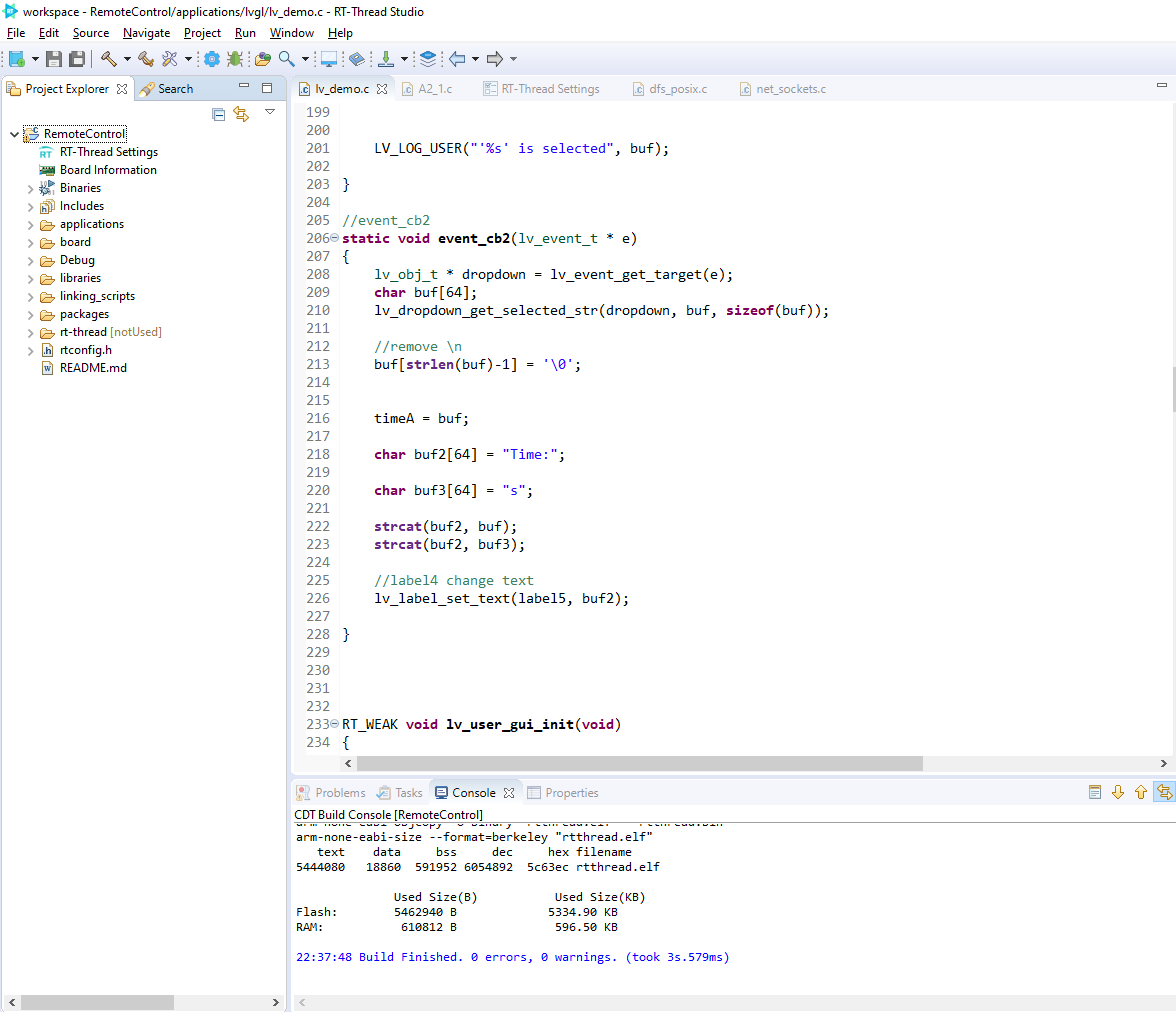 workspace - RemoteControl/applications/lvgl/lv_demo.c - RT-Thread Studio
File Edit Source Navigate Project Run Window Help
Project Explorer Search
RemoteControl
RT-Thread Settings
Board Information
Binaries
Includes
applications
board
Debug
libraries
linking_scripts
packages
rt-thread [notUsed]
rtconfig.h
README.md
lv_demo.c A2_1.c RT-Thread Settings dfs_posix.c net_sockets.c
199
200
201 LV_LOG_USER("'%s' is selected", buf);
202
203 }
204
205 //event_cb2
206 static void event_cb2(lv_event_t * e)
207 {
208 lv_obj_t * dropdown = lv_event_get_target(e);
209 char buf[64];
210 lv_dropdown_get_selected_str(dropdown, buf, sizeof(buf));
211
212 //remove \n
213 buf[strlen(buf)-1] = '\0';
214
215
216 timeA = buf;
217
218 char buf2[64] = "Time:";
219
220 char buf3[64] = "s";
221
222 strcat(buf2, buf);
223 strcat(buf2, buf3);
224
225 //label4 change text
226 lv_label_set_text(label5, buf2);
227
228 }
229
230
231
232
233 RT_WEAK void lv_user_gui_init(void)
234 {
Problems Tasks Console Properties
CDT Build Console [RemoteControl]
arm-none-eabi-size --format=berkeley "rtthread.elf"
text data bss dec hex filename
5444080 18860 591952 6054892 5c63ec rtthread.elf
Used Size(B) Used Size(KB)
Flash: 5462940 B 5334.90 KB
RAM: 610812 B 596.50 KB
22:37:48 Build Finished. 0 errors, 0 warnings. (took 3s.579ms)